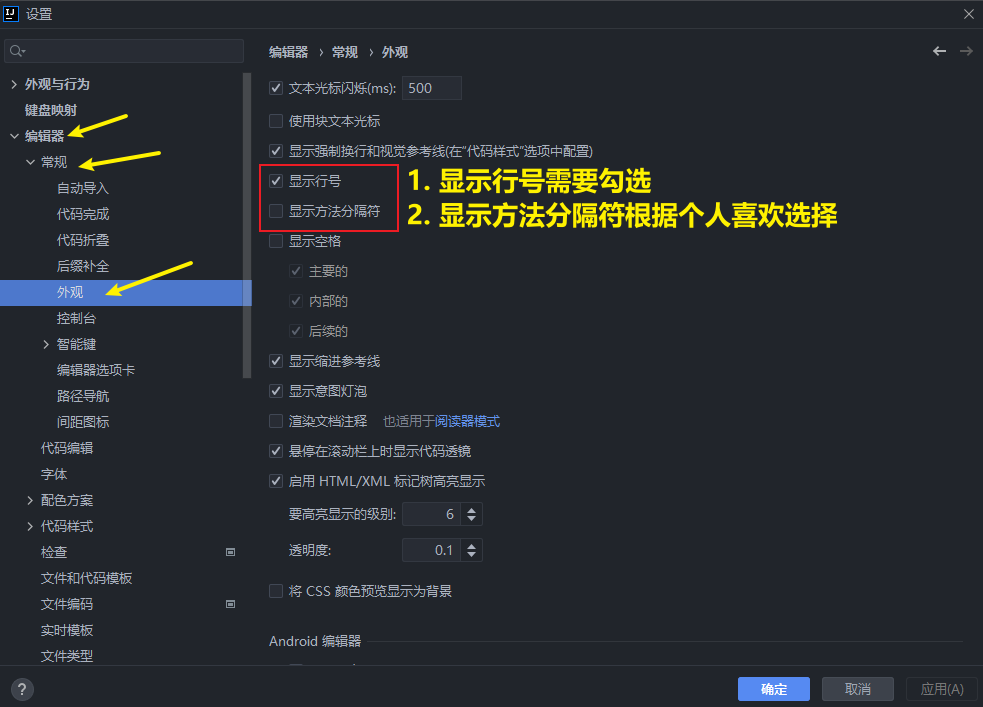 IJ 设置
编辑器 › 常规 › 外观
外观与行为
键盘映射
编辑器
常规
自动导入
代码完成
代码折叠
后缀补全
外观
控制台
智能键
编辑器选项卡
路径导航
间距图标
代码编辑
字体
配色方案
代码样式
检查
文件和代码模板
文件编码
实时模板
文件类型
文本光标闪烁(ms): 500
使用块文本光标
显示强制换行和视觉参考线(在“代码样式”选项中配置)
显示行号
显示方法分隔符
1. 显示行号需要勾选
2. 显示方法分隔符根据个人喜欢选择
显示空格
主要的
内部的
后续的
显示缩进参考线
显示意图灯泡
渲染文档注释 也适用于阅读器模式
悬停在滚动栏上时显示代码透镜
启用 HTML/XML 标记树高亮显示
要高亮显示的级别: 6
透明度: 0.1
将 CSS 颜色预览显示为背景
Android 编辑器
?
确定 取消 应用(A)